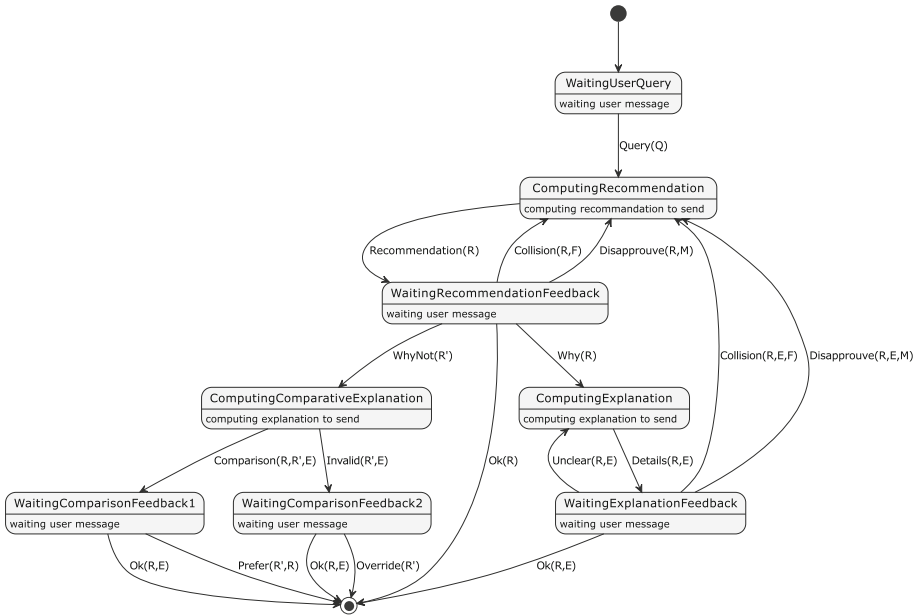 WaitingUserQuery
waiting user message
Query(Q)
ComputingRecommendation
computing recommandation to send
Recommendation(R)
Collision(R,F)
Disapprouve(R,M)
WaitingRecommendationFeedback
waiting user message
WhyNot(R')
Why(R)
Collision(R,E,F)
Disapprouve(R,E,M)
ComputingComparativeExplanation
computing explanation to send
ComputingExplanation
computing explanation to send
Comparison(R,R',E)
Invalid(R',E)
Ok(R)
Unclear(R,E)
Details(R,E)
WaitingComparisonFeedback1
waiting user message
WaitingComparisonFeedback2
waiting user message
WaitingExplanationFeedback
waiting user message
Ok(R,E)
Prefer(R',R)
Ok(R,E)
Override(R')
Ok(R,E)